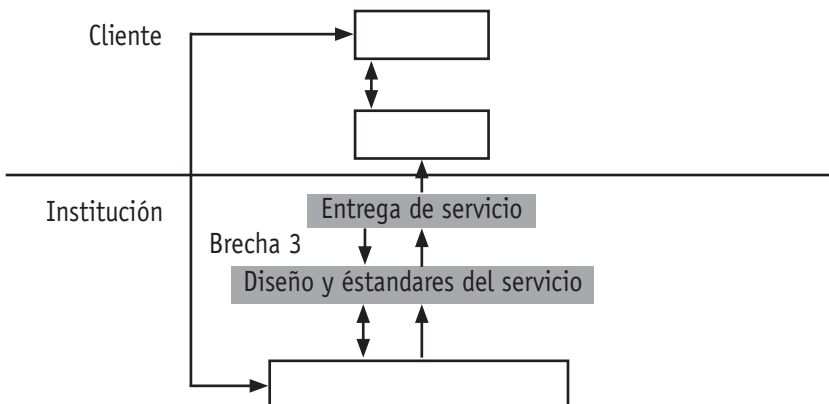 Cliente
Institución
Entrega de servicio
Brecha 3
Diseño y éstandares del servicio